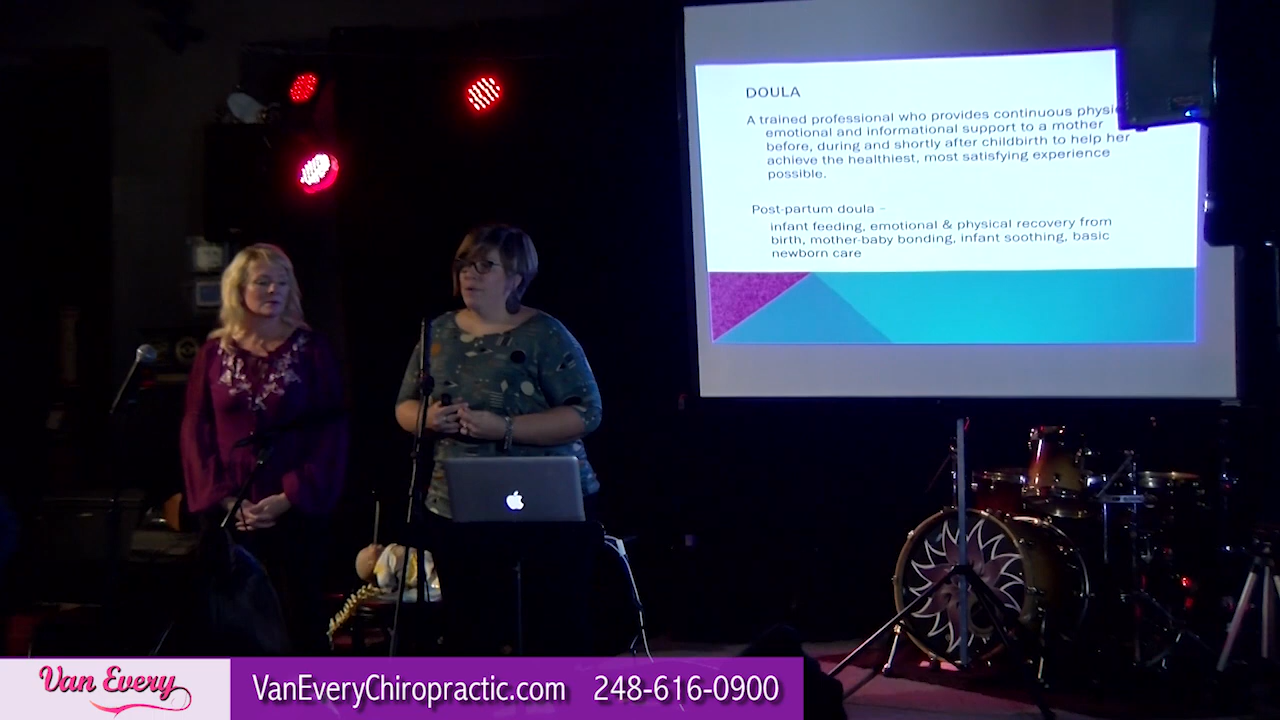 DOULA
A trained professional who provides continuous
emotional and informational support to a mother
before, during and shortly after childbirth to help her
achieve the healthiest, most satisfying experience
possible.
Post-partum doula –
infant feeding, emotional & physical recovery from
birth, mother-baby bonding, infant soothing, basic
newborn care
Van Every
VanEveryChiropractic.com 248-616-0900